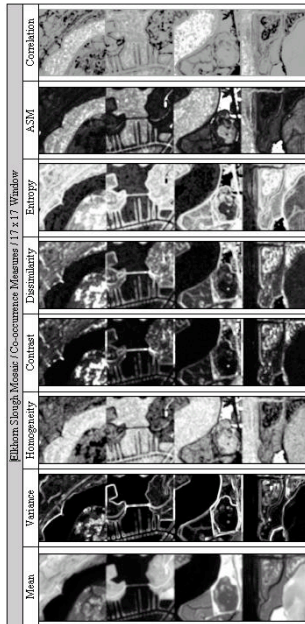 Elkhorn Slough Mosaic / Co-occurrence Measures / 17 x 17 Window
Mean
Variance
Homogeneity
Contrast
Dissimilarity
Entropy
ASM
Correlation